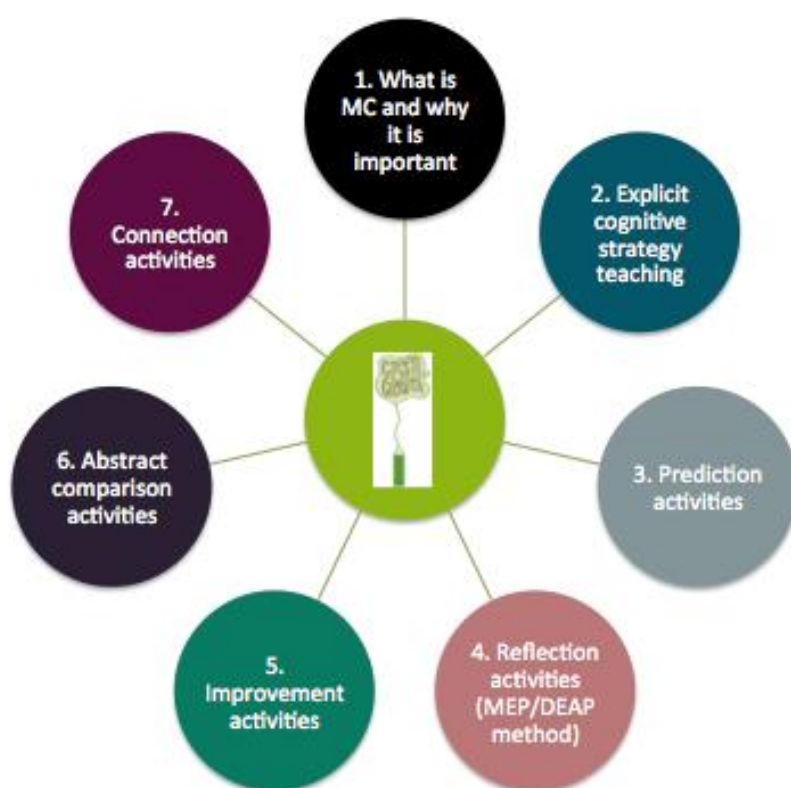 1. What is
MC and why
it is
important
2. Explicit
cognitive
strategy
teaching
3. Prediction
activities
4. Reflection
activities
(MEP/DEAP
method)
5.
Improvement
activities
6. Abstract
comparison
activities
7.
Connection
activities